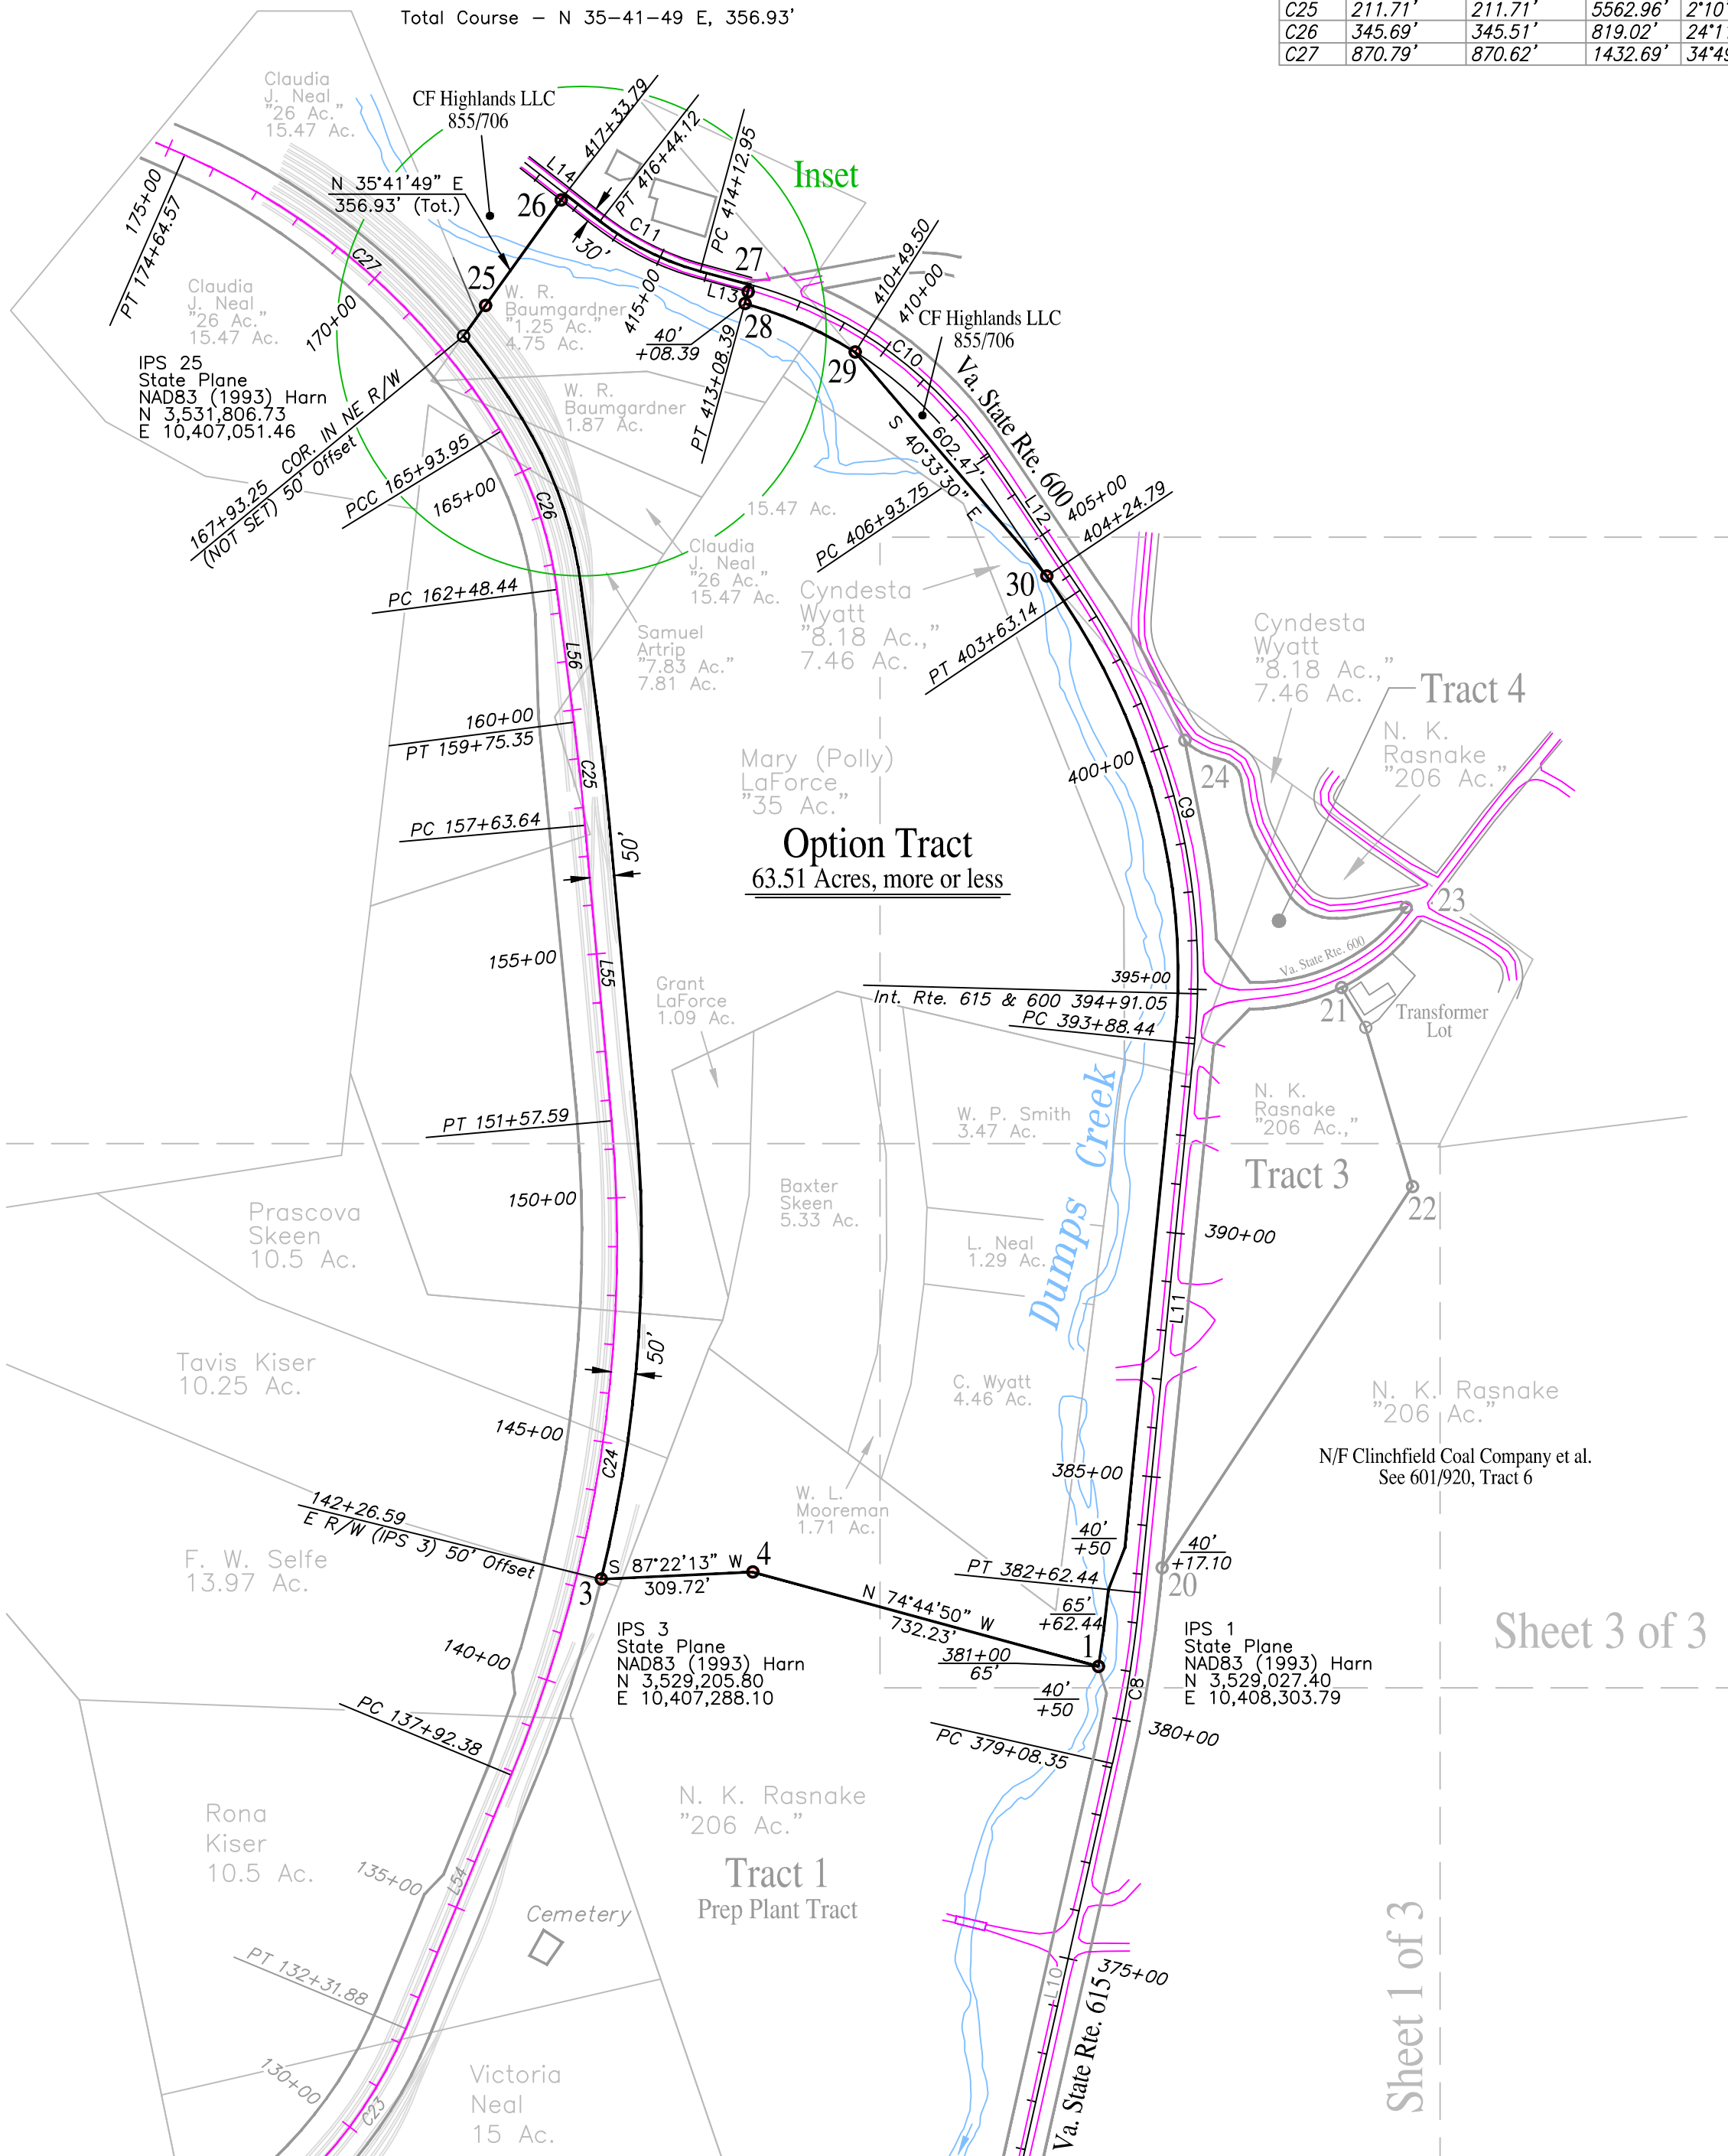 Total Course – N 35–41–49 E, 356.93'
C25 211.71' 211.71' 5562.96' 2°10'
C26 345.69' 345.51' 819.02'
C27 870.79' 870.62' 1432.69'
Claudia
J. Neal
"26 Ac."
15.47 Ac.
CF Highlands LLC
855/706
N 35°41'49" E
356.93' (Tot.)
417+33.79
PT 416+44.12
PC 414+12.95
Inset
L14
26
30'
C11
27
175+00
PT 174+64.57
C27
25
Claudia
J. Neal
"26 Ac."
15.47 Ac.
170+00
W. R.
Baumgardner
"1.25 Ac."
4.75 Ac.
415+00
L13
28
40'
+08.39
PT 413+08.39
29
410+49.50
410+00
CF Highlands LLC
855/706
C10
Va. State Rte. 600
IPS 25
State Plane
NAD83 (1993) Harn
N 3,531,806.73
E 10,407,051.46
W. R.
Baumgardner
1.87 Ac.
167+93.25 COR. IN NE R/W
(NOT SET) 50' Offset
PCC 165+93.95
165+00
C26
602.47'
S 40°33'30" E
15.47 Ac.
PC 406+93.75
L12
405+00
404+24.79
Claudia
J. Neal
"26 Ac."
15.47 Ac.
30
PC 162+48.44
Cyndesta
Wyatt
"8.18 Ac.,"
7.46 Ac.
PT 403+63.14
Samuel
Artrip
"7.83 Ac."
7.81 Ac.
L56
Cyndesta
Wyatt
"8.18 Ac.,"
7.46 Ac.
Tract 4
160+00
PT 159+75.35
N. K.
Rasnake
"206 Ac."
C25
Mary (Polly)
LaForce
"35 Ac."
400+00
24
C9
PC 157+63.64
50'
Option Tract
63.51 Acres, more or less
23
Va. State Rte. 600
155+00
L55
395+00
Int. Rte. 615 & 600 394+91.05
PC 393+88.44
21
Transformer
Lot
Grant
LaForce
1.09 Ac.
PT 151+57.59
W. P. Smith
3.47 Ac.
N. K.
Rasnake
"206 Ac.,"
Tract 3
Dumps Creek
150+00
Baxter
Skeen
5.33 Ac.
22
Prascova
Skeen
10.5 Ac.
L. Neal
1.29 Ac.
390+00
L11
50'
Tavis Kiser
10.25 Ac.
C. Wyatt
4.46 Ac.
N. K. Rasnake
"206 Ac."
145+00
C24
N/F Clinchfield Coal Company et al.
See 601/920, Tract 6
385+00
W. L.
Mooreman
1.71 Ac.
142+26.59
E R/W (IPS 3) 50' Offset
40'
+50
40'
+17.10
F. W. Selfe
13.97 Ac.
S 87°22'13" W
309.72'
4
3
PT 382+62.44
20
N 74°44'50" W
732.23'
65'
+62.44
IPS 3
State Plane
NAD83 (1993) Harn
N 3,529,205.80
E 10,407,288.10
1
381+00
65'
IPS 1
State Plane
NAD83 (1993) Harn
N 3,529,027.40
E 10,408,303.79
Sheet 3 of 3
140+00
40'
+50
C8
PC 137+92.38
PC 379+08.35
380+00
Rona
Kiser
10.5 Ac.
N. K. Rasnake
"206 Ac."
Tract 1
Prep Plant Tract
135+00
L54
Cemetery
PT 132+31.88
375+00
L10
Va. State Rte. 615
Sheet 1 of 3
130+00
C23
Victoria
Neal
15 Ac.